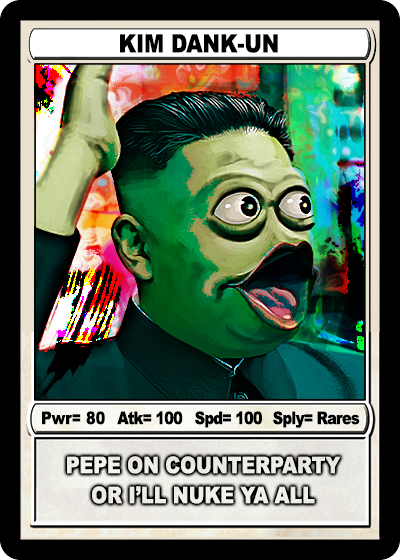 KIM DANK-UN
Pwr= 80 Atk= 100 Spd= 100 Sply= Rares
PEPE ON COUNTERPARTY
OR I'LL NUKE YA ALL